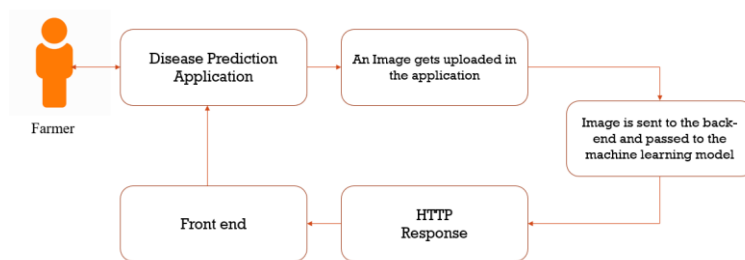 Disease Prediction
Application
An Image gets uploaded in
the application
Farmer
Image is sent to the back-
end and passed to the
machine learning model
Front end
HTTP
Response